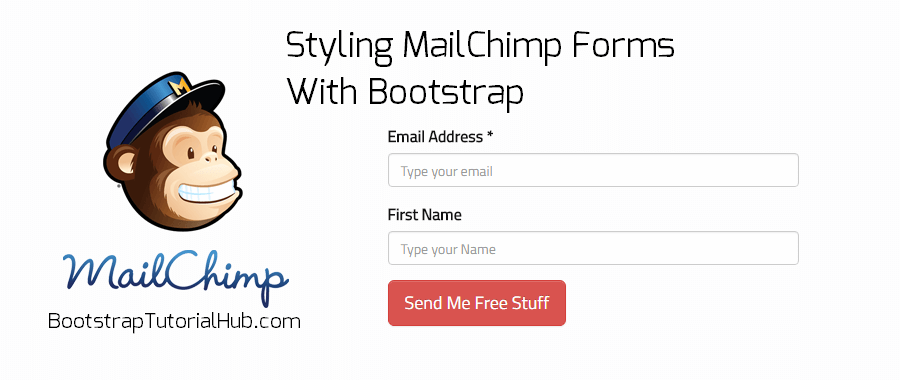 Styling MailChimp Forms
With Bootstrap
M
MailChimp
BootstrapTutorialHub.com
Email Address *
Type your email
First Name
Type your Name
Send Me Free Stuff